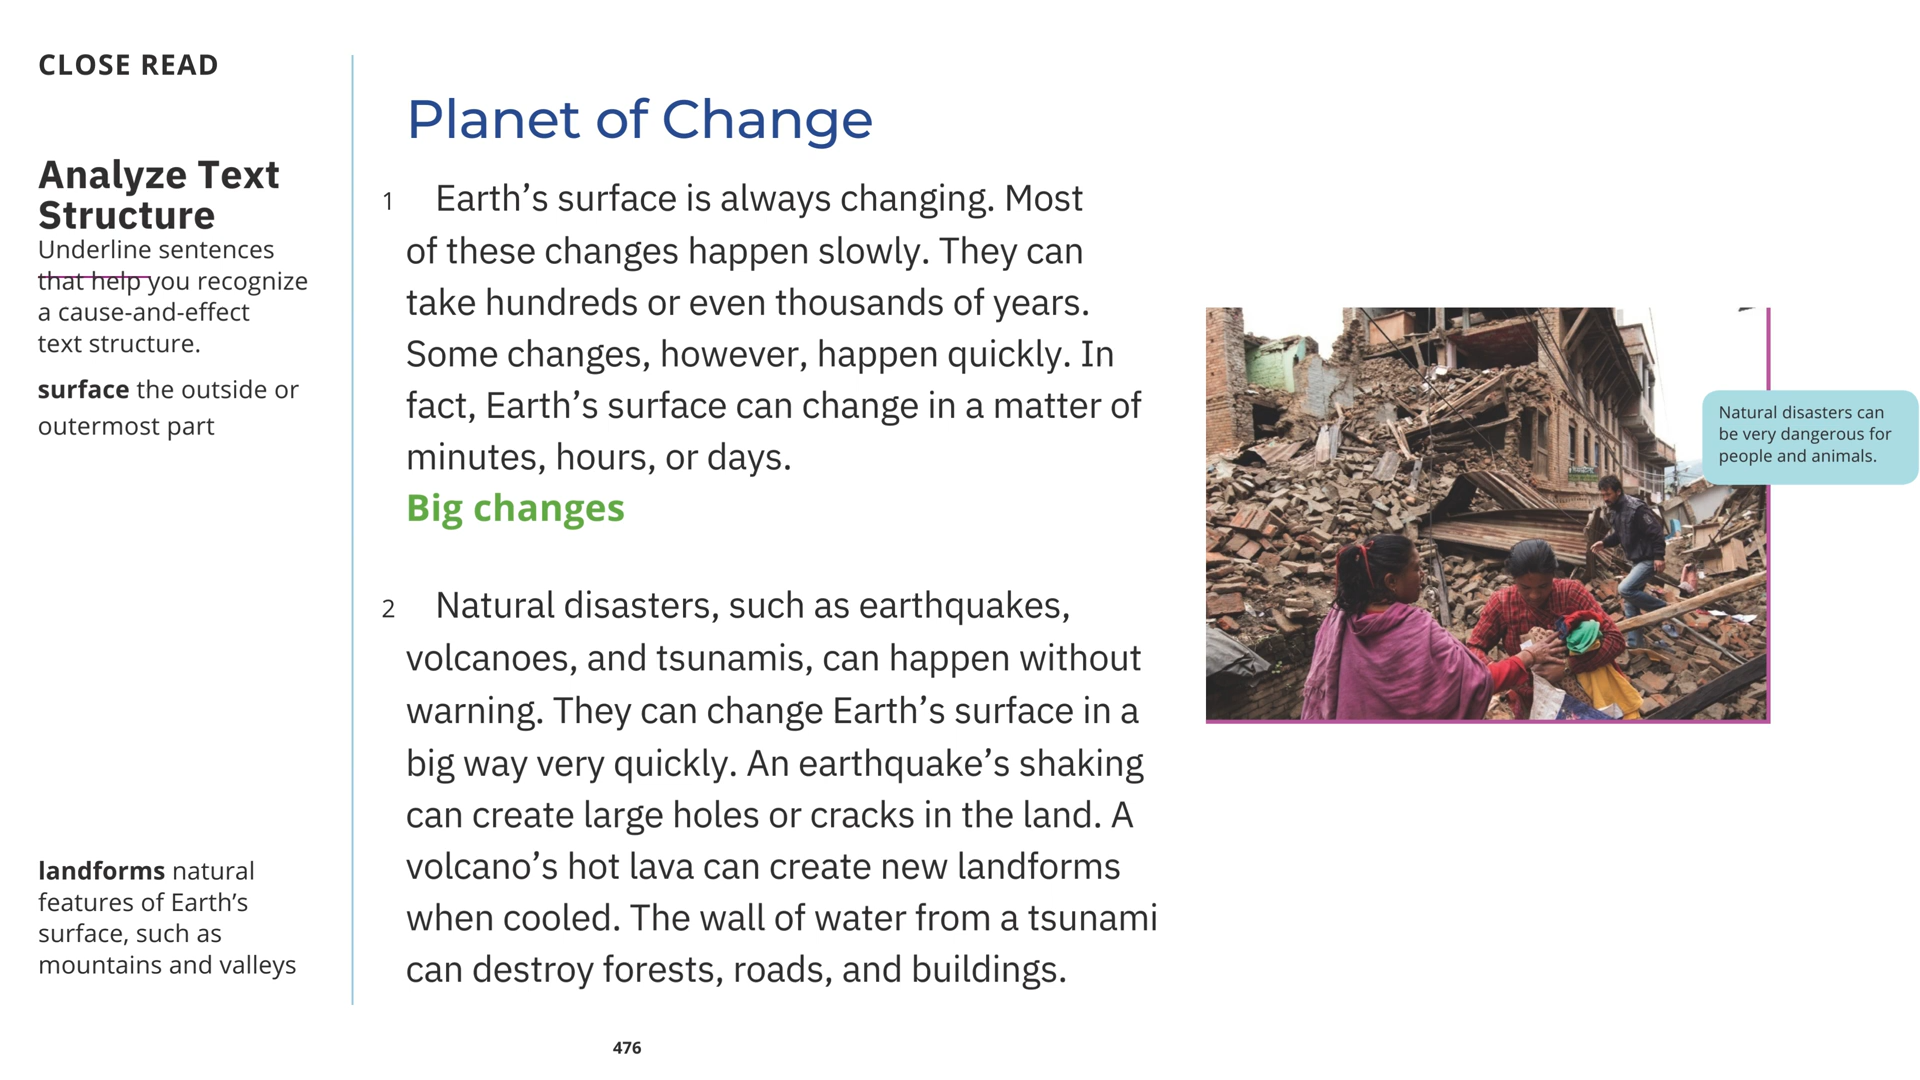 CLOSE READ
Analyze Text
Structure
Underline sentences
that help you recognize
a cause-and-effect
text structure.
surface the outside or
outermost part
landforms natural
features of Earth’s
surface, such as
mountains and valleys
Planet of Change
1 Earth’s surface is always changing. Most
of these changes happen slowly. They can
take hundreds or even thousands of years.
Some changes, however, happen quickly. In
fact, Earth’s surface can change in a matter of
minutes, hours, or days.
Big changes
2 Natural disasters, such as earthquakes,
volcanoes, and tsunamis, can happen without
warning. They can change Earth’s surface in a
big way very quickly. An earthquake’s shaking
can create large holes or cracks in the land. A
volcano’s hot lava can create new landforms
when cooled. The wall of water from a tsunami
can destroy forests, roads, and buildings.
Natural disasters can
be very dangerous for
people and animals.
476